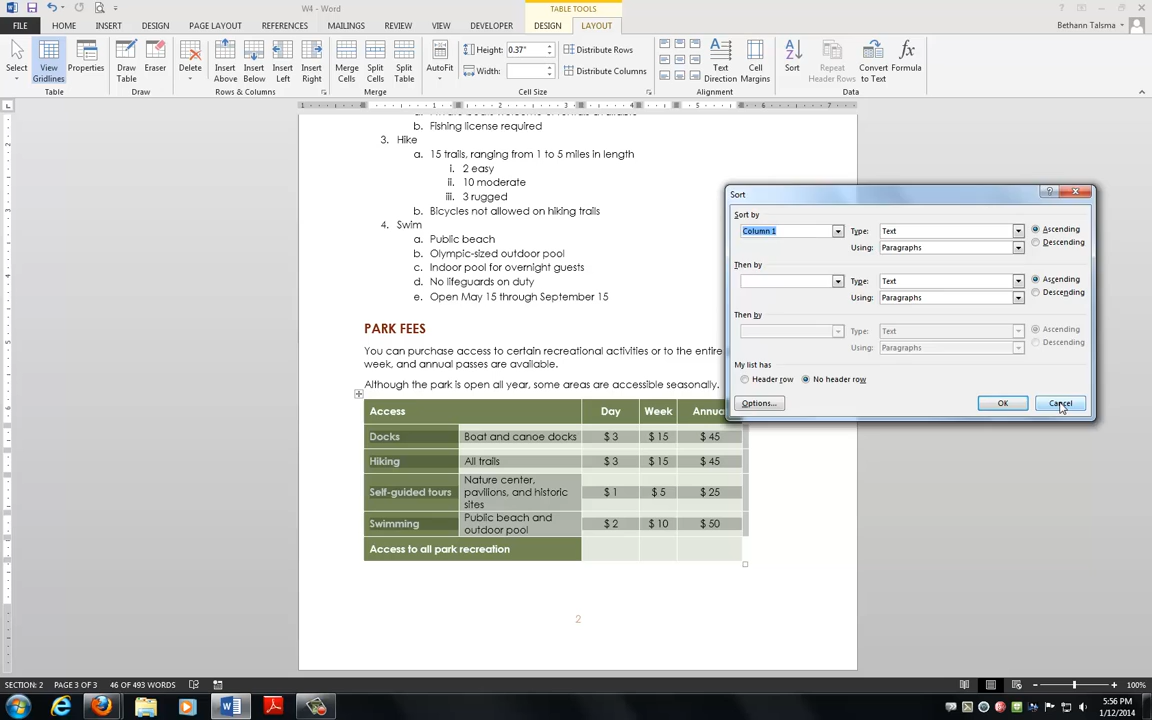 W4 - Word
TABLE TOOLS
Bethann Talsma
FILE HOME INSERT DESIGN PAGE LAYOUT REFERENCES MAILINGS REVIEW VIEW DEVELOPER DESIGN LAYOUT
Select
View Gridlines
Properties
Draw Table
Eraser
Delete
Insert Above
Insert Below
Insert Left
Insert Right
Merge Cells
Split Cells
Split Table
AutoFit
Height: 0.37"
Width:
Distribute Rows
Distribute Columns
Text Direction
Cell Margins
Sort
Repeat Header Rows
Convert to Text
Formula
Table Draw Rows & Columns Merge Cell Size Alignment Data
b. Fishing license required
3. Hike
a. 15 trails, ranging from 1 to 5 miles in length
i. 2 easy
ii. 10 moderate
iii. 3 rugged
b. Bicycles not allowed on hiking trails
4. Swim
a. Public beach
b. Olympic-sized outdoor pool
c. Indoor pool for overnight guests
d. No lifeguards on duty
e. Open May 15 through September 15
PARK FEES
You can purchase access to certain recreational activities or to the entire
week, and annual passes are available.
Although the park is open all year, some areas are accessible seasonally.
Access Day Week Annua
Docks Boat and canoe docks $ 3 $ 15 $ 45
Hiking All trails $ 3 $ 15 $ 45
Self-guided tours Nature center, pavilions, and historic sites $ 1 $ 5 $ 25
Swimming Public beach and outdoor pool $ 2 $ 10 $ 50
Access to all park recreation
2
Sort
Sort by
Column 1 Type: Text Ascending
Using: Paragraphs Descending
Then by
Type: Text Ascending
Using: Paragraphs Descending
Then by
Type: Text Ascending
Using: Paragraphs Descending
My list has
Header row No header row
Options... OK Cancel
SECTION: 2 PAGE 3 OF 3 46 OF 493 WORDS 100%
5:56 PM
1/12/2014